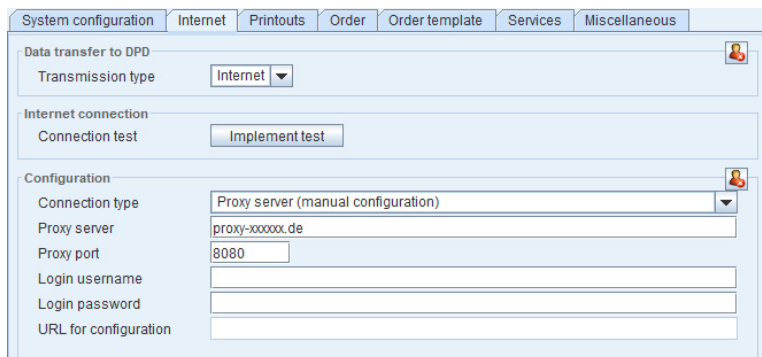 System configuration Internet Printouts Order Order template Services Miscellaneous
Data transfer to DPD
Transmission type Internet
Internet connection
Connection test Implement test
Configuration
Connection type Proxy server (manual configuration)
Proxy server proxy-xxxxxx.de
Proxy port 8080
Login username
Login password
URL for configuration